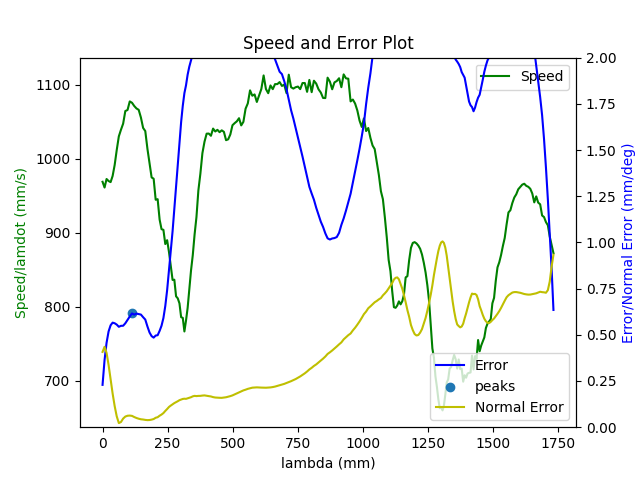 Speed and Error Plot
Speed
Speed/lamdot (mm/s)
1100
1000
900
800
700
2.00
1.75
1.50
1.25
1.00
0.75
0.50
0.25
0.00
Error/Normal Error (mm/deg)
Error
peaks
Normal Error
0
250
500
750
1000
1250
1500
1750
lambda (mm)